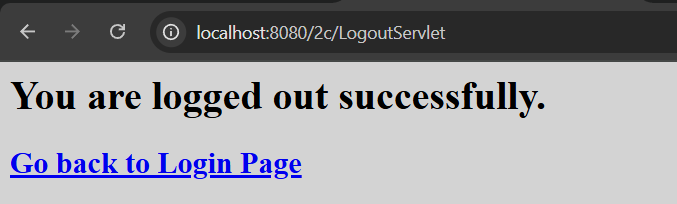 localhost:8080/2c/LogoutServlet
You are logged out successfully.
Go back to Login Page